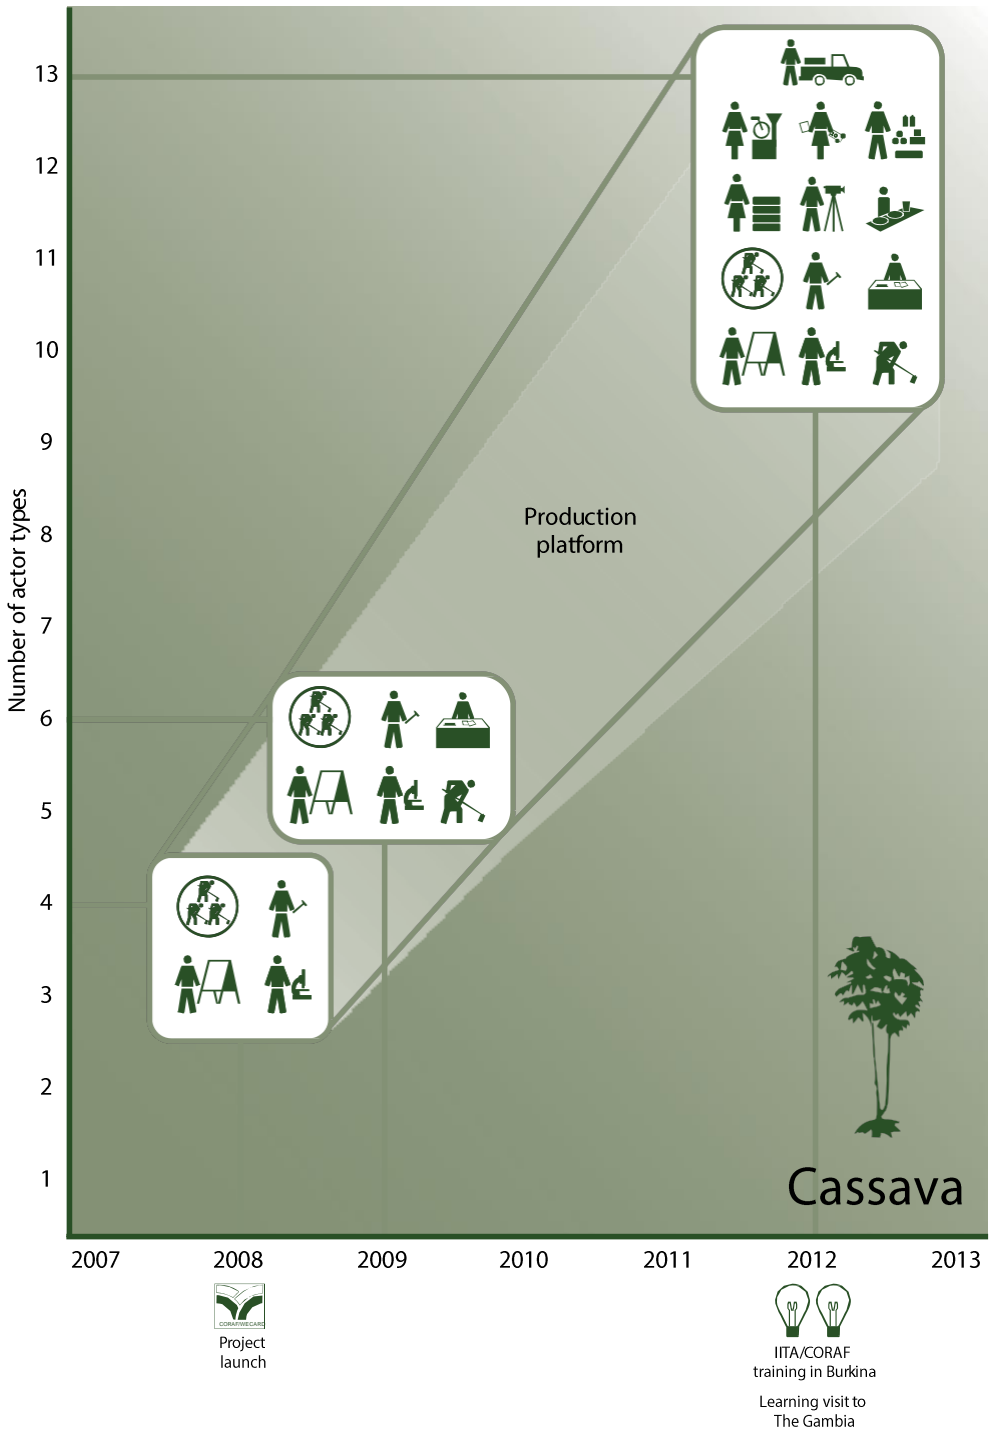 13
12
11
10
9
8
7
6
5
4
3
2
1
Number of actor types
Production
platform
Cassava
2007
2008
2009
2010
2011
2012
2013
CORAF/WECARD
Project
launch
IITA/CORAF
training in Burkina
Learning visit to
The Gambia